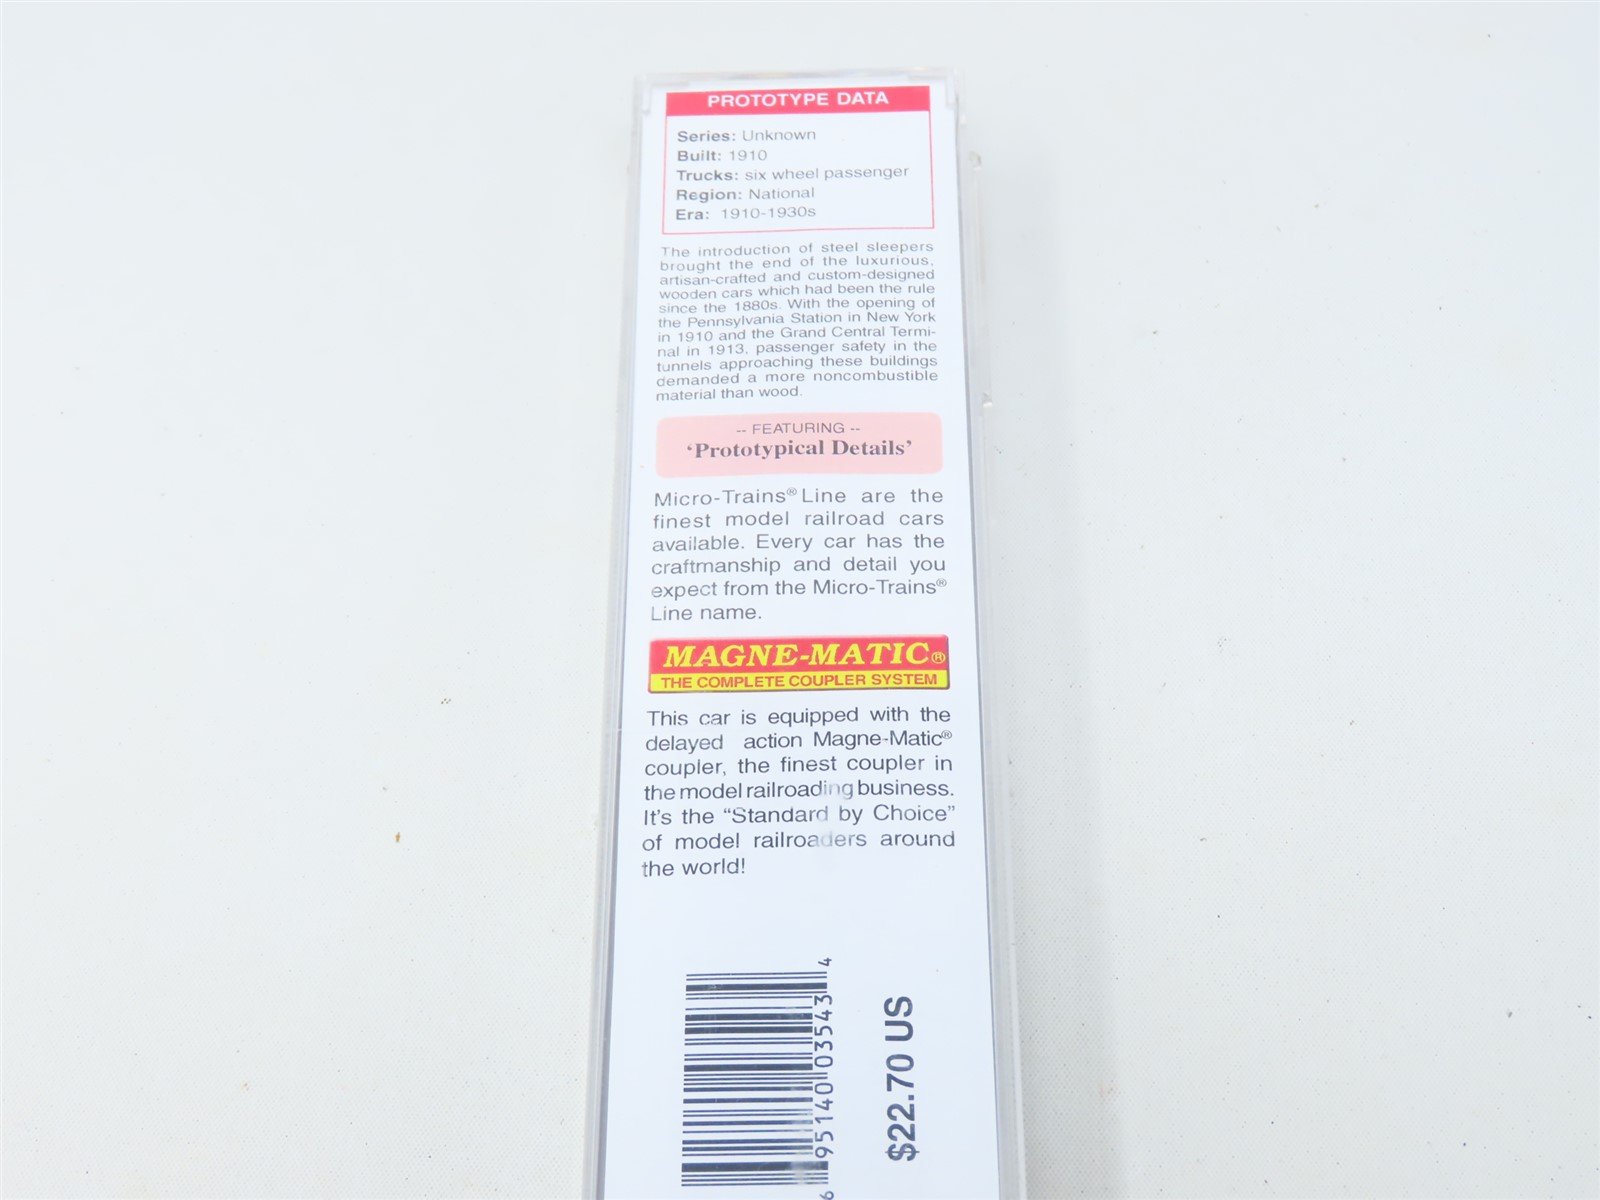 PROTOTYPE DATA
Series: Unknown
Built: 1910
Trucks: six wheel passenger
Region: National
Era: 1910-1930s
The introduction of steel sleepers
brought the end of the luxurious,
artisan-crafted and custom-designed
wooden cars which had been the rule
since the 1880s. With the opening of
the Pennsylvania Station in New York
in 1910 and the Grand Central Termi-
nal in 1913, passenger safety in the
tunnels approaching these buildings
demanded a more noncombustible
material than wood.
-- FEATURING --
‘Prototypical Details’
Micro-Trains® Line are the
finest model railroad cars
available. Every car has the
craftmanship and detail you
expect from the Micro-Trains®
Line name.
MAGNE-MATIC®
THE COMPLETE COUPLER SYSTEM
This car is equipped with the
delayed action Magne-Matic®
coupler, the finest coupler in
the model railroading business.
It's the “Standard by Choice”
of model railroaders around
the world!
6 95140 03543 4
$22.70 US